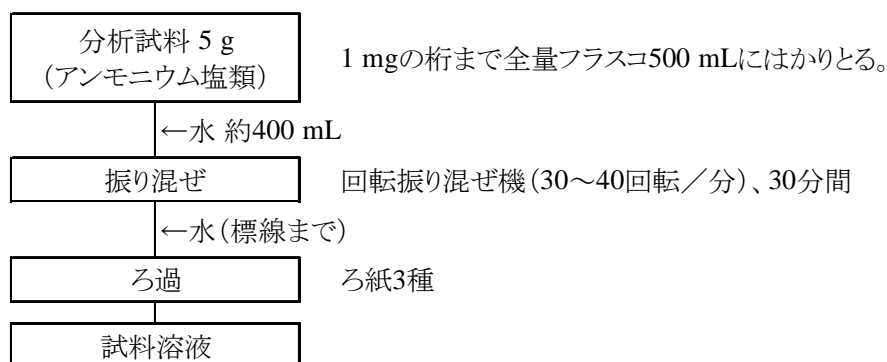 分析試料 5 g
(アンモニウム塩類)
1 mgの桁まで全量フラスコ500 mLにはかりとる。
←水 約400 mL
振り混ぜ
回転振り混ぜ機(30~40回転/分)、30分間
←水(標線まで)
ろ過
ろ紙3種
試料溶液